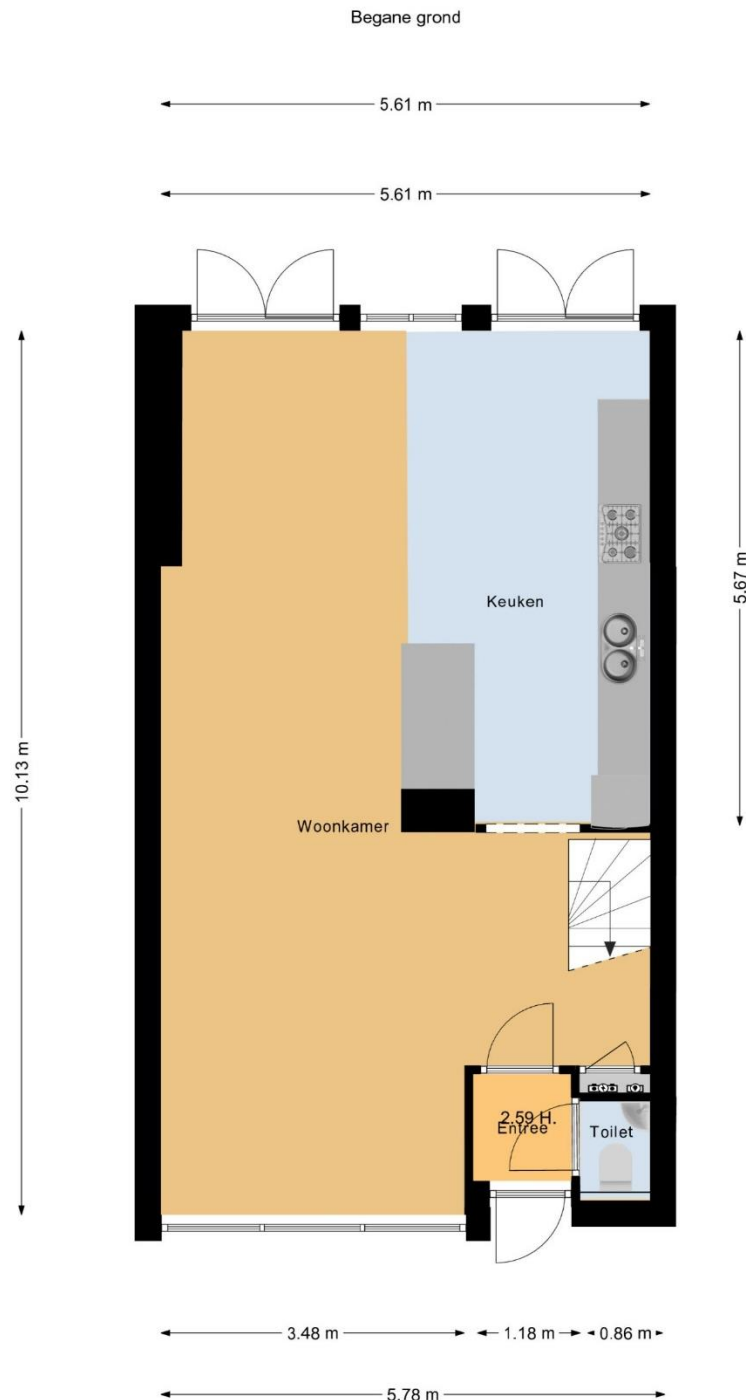 Begane grond
5.61 m
5.61 m
10.13 m
5.67 m
Keuken
Woonkamer
2.59 H.
Entree
Toilet
3.48 m
1.18 m
0.86 m
5.78 m